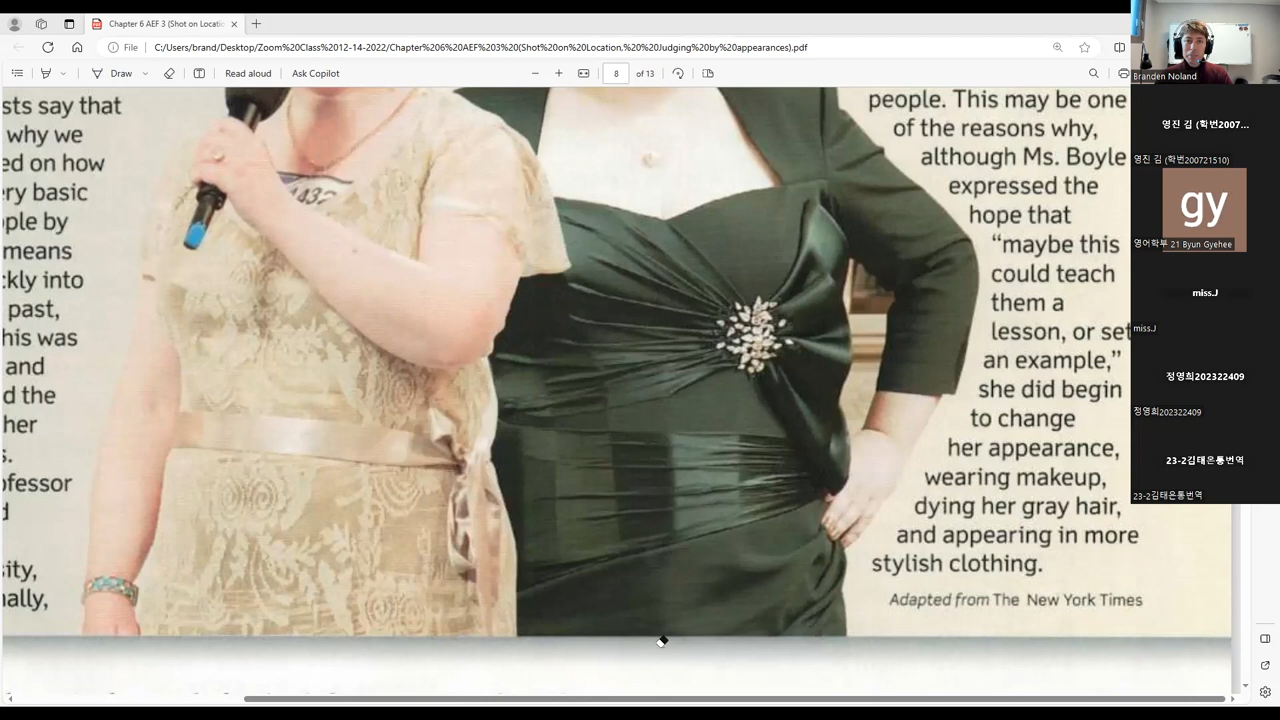 Chapter 6 AEF 3 (Shot on Locatio
File
C:/Users/brand/Desktop/Zoom%20Class%2012-14-2022/Chapter%206%20AEF%203%20(Shot%20on%20Location,%20%20Judging%20by%20appearances).pdf
Draw
Read aloud
Ask Copilot
8
of 13
sts say that
why we
ed on how
ery basic
ople by
means
ckly into
past,
his was
and
d the
her
s.
ofessor
d
sity,
nally,
4432
people. This may be one
of the reasons why,
although Ms. Boyle
expressed the
hope that
“maybe this
could teach
them a
lesson, or set
an example,”
she did begin
to change
her appearance,
wearing makeup,
dying her gray hair,
and appearing in more
stylish clothing.
Adapted from The New York Times
Branden Noland
영진 김 (학번2007...
영진 김 (학번200721510)
gy
영어학부 21 Byun Gyehee
miss.J
miss.J
정영희202322409
정영희202322409
23-2김태은통번역
23-2김태은통번역